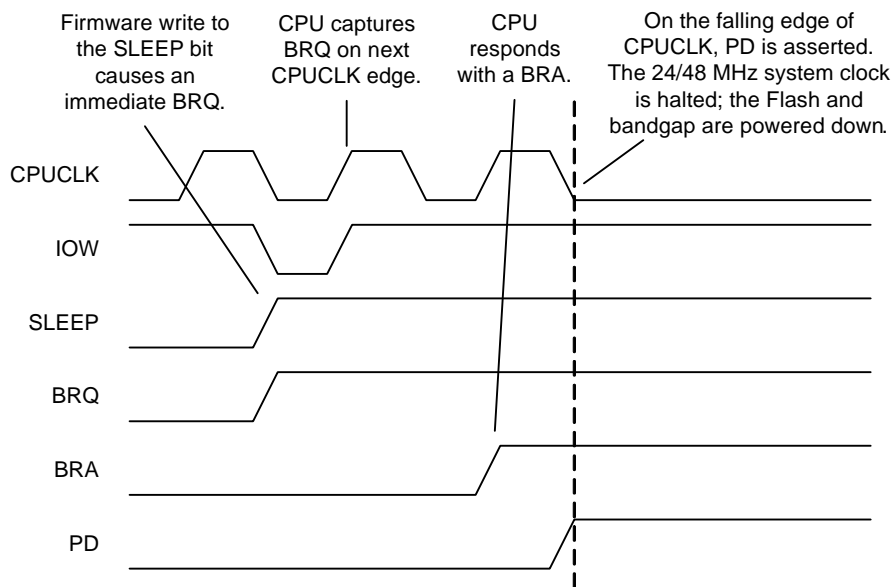 Firmware write to
the SLEEP bit
causes an
immediate BRQ.
CPU captures
BRQ on next
CPUCLK edge.
CPU
responds
with a BRA.
On the falling edge of
CPUCLK, PD is asserted.
The 24/48 MHz system clock
is halted; the Flash and
bandgap are powered down.
CPUCLK
IOW
SLEEP
BRQ
BRA
PD